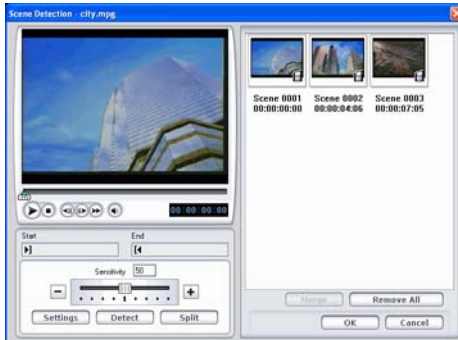 Scene Detection - city.mpg
Scene 0001
00:00:00:00
Scene 0002
00:00:04:06
Scene 0003
00:00:07:05
00:00:00:00
Start
End
Sensitivity 50
Settings
Detect
Split
Merge
Remove All
OK
Cancel